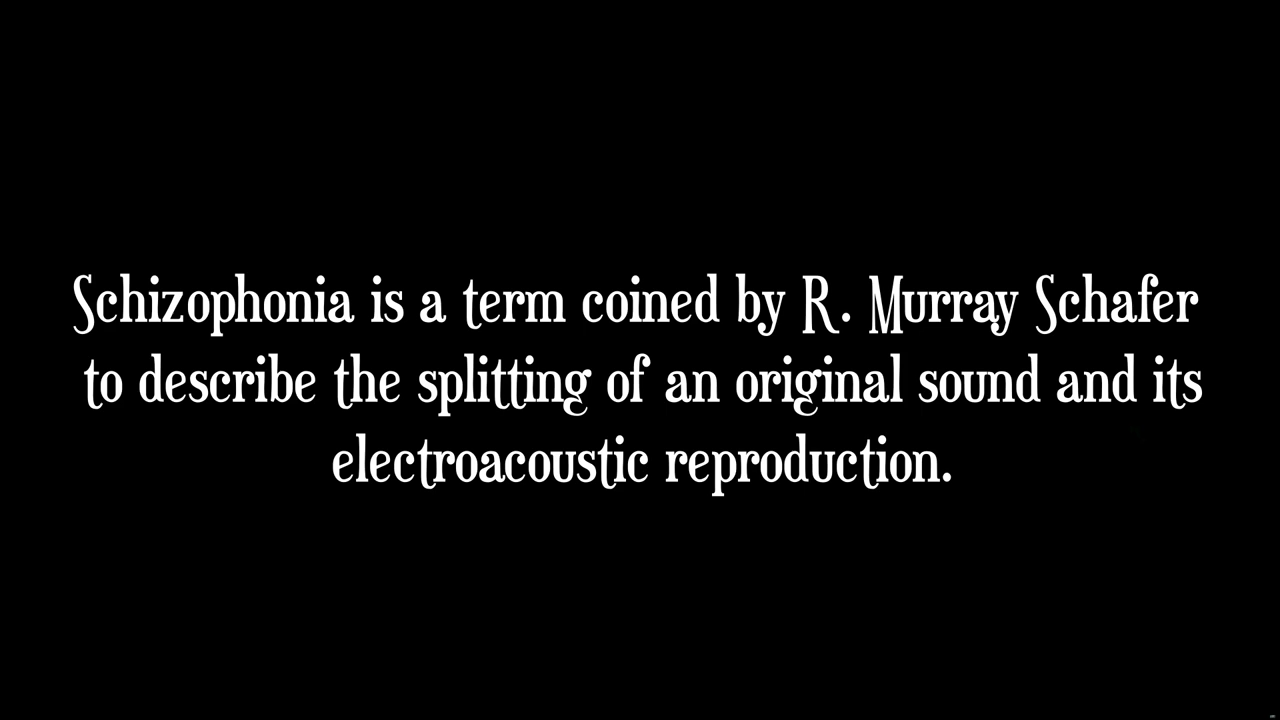 Schizophonia is a term coined by R. Murray Schafer
to describe the splitting of an original sound and its
electroacoustic reproduction.